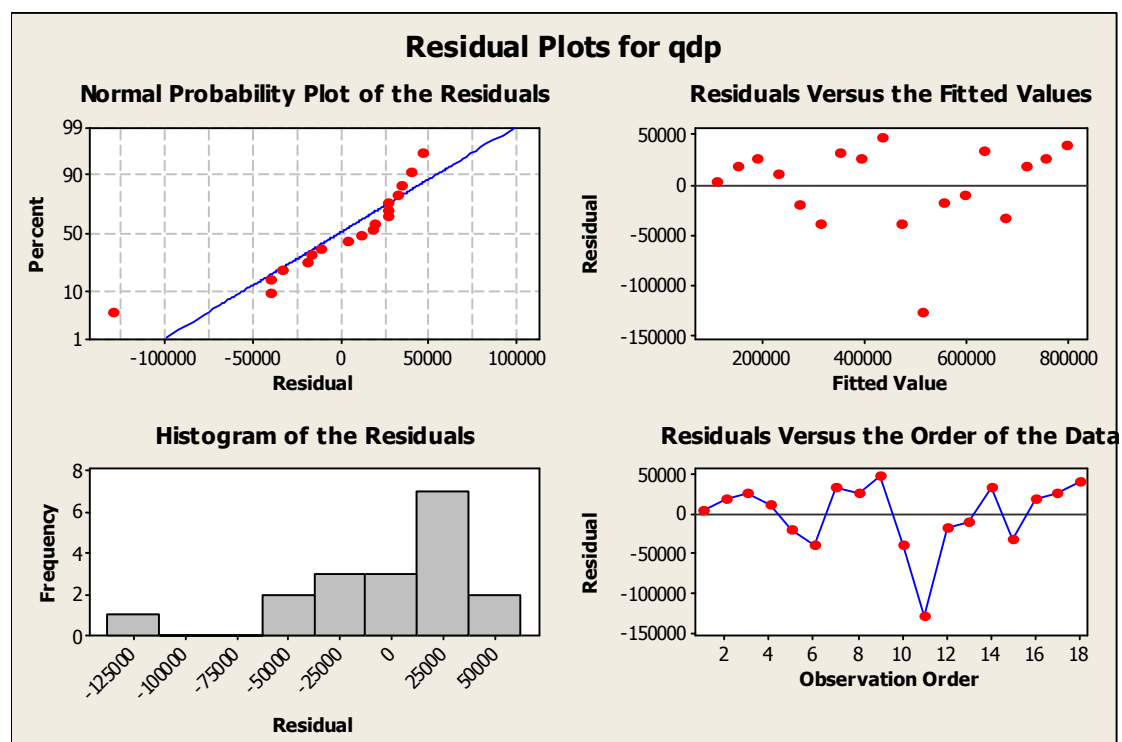 Residual Plots for qdp
Normal Probability Plot of the Residuals
99
90
50
10
1
Percent
-100000 -50000 0 50000 100000
Residual
Residuals Versus the Fitted Values
50000
0
-50000
-100000
-150000
Residual
200000 400000 600000 800000
Fitted Value
Histogram of the Residuals
8
6
4
2
0
Frequency
-125000 -100000 -75000 -50000 -25000 0 25000 50000
Residual
Residuals Versus the Order of the Data
50000
0
-50000
-100000
-150000
Residual
2 4 6 8 10 12 14 16 18
Observation Order